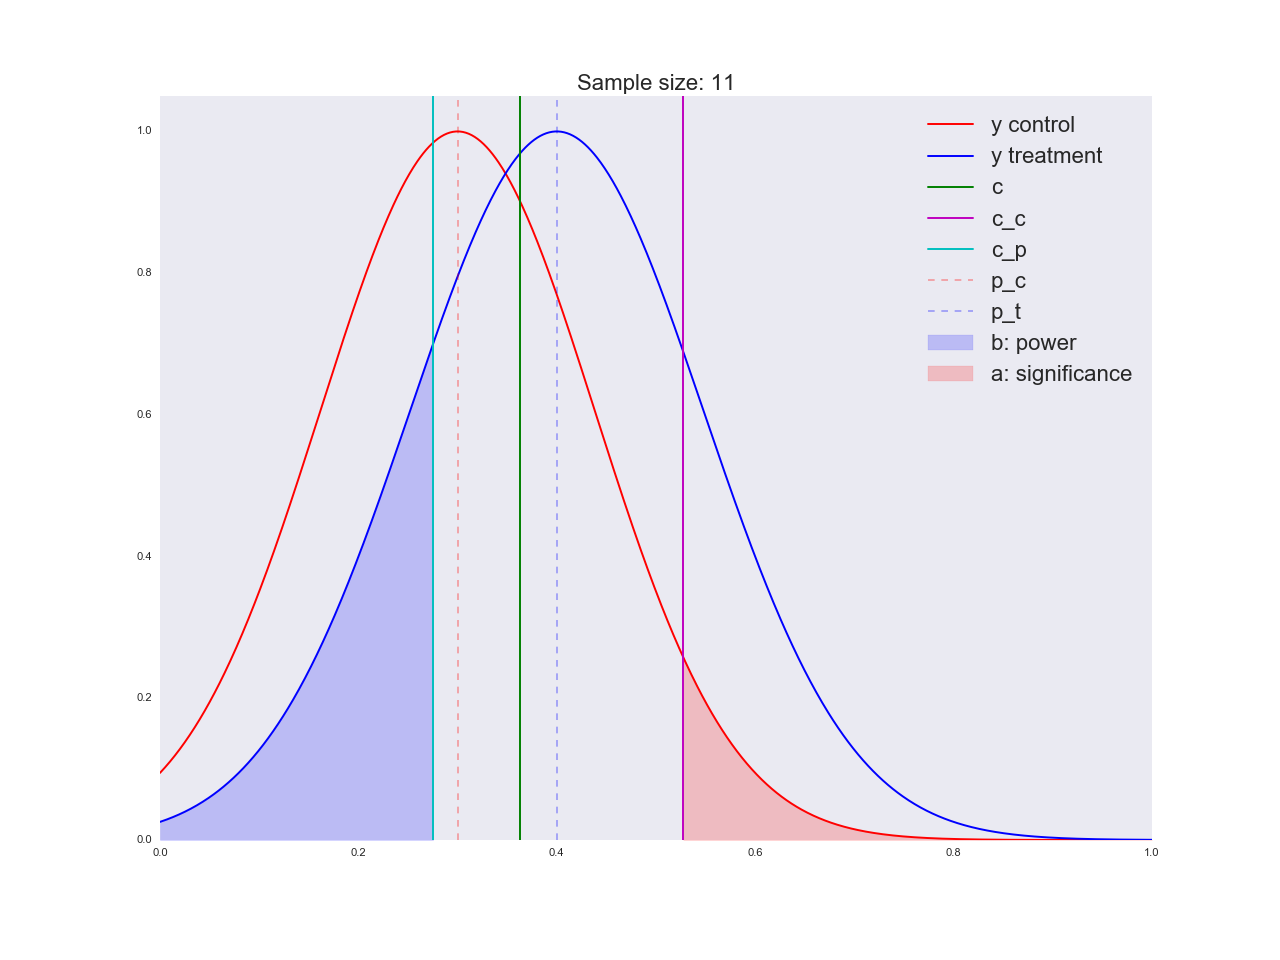 Sample size: 11
1.0
0.8
0.6
0.4
0.2
0.0
0.0 0.2 0.4 0.6 0.8 1.0
y control
y treatment
c
c_c
c_p
p_c
p_t
b: power
a: significance